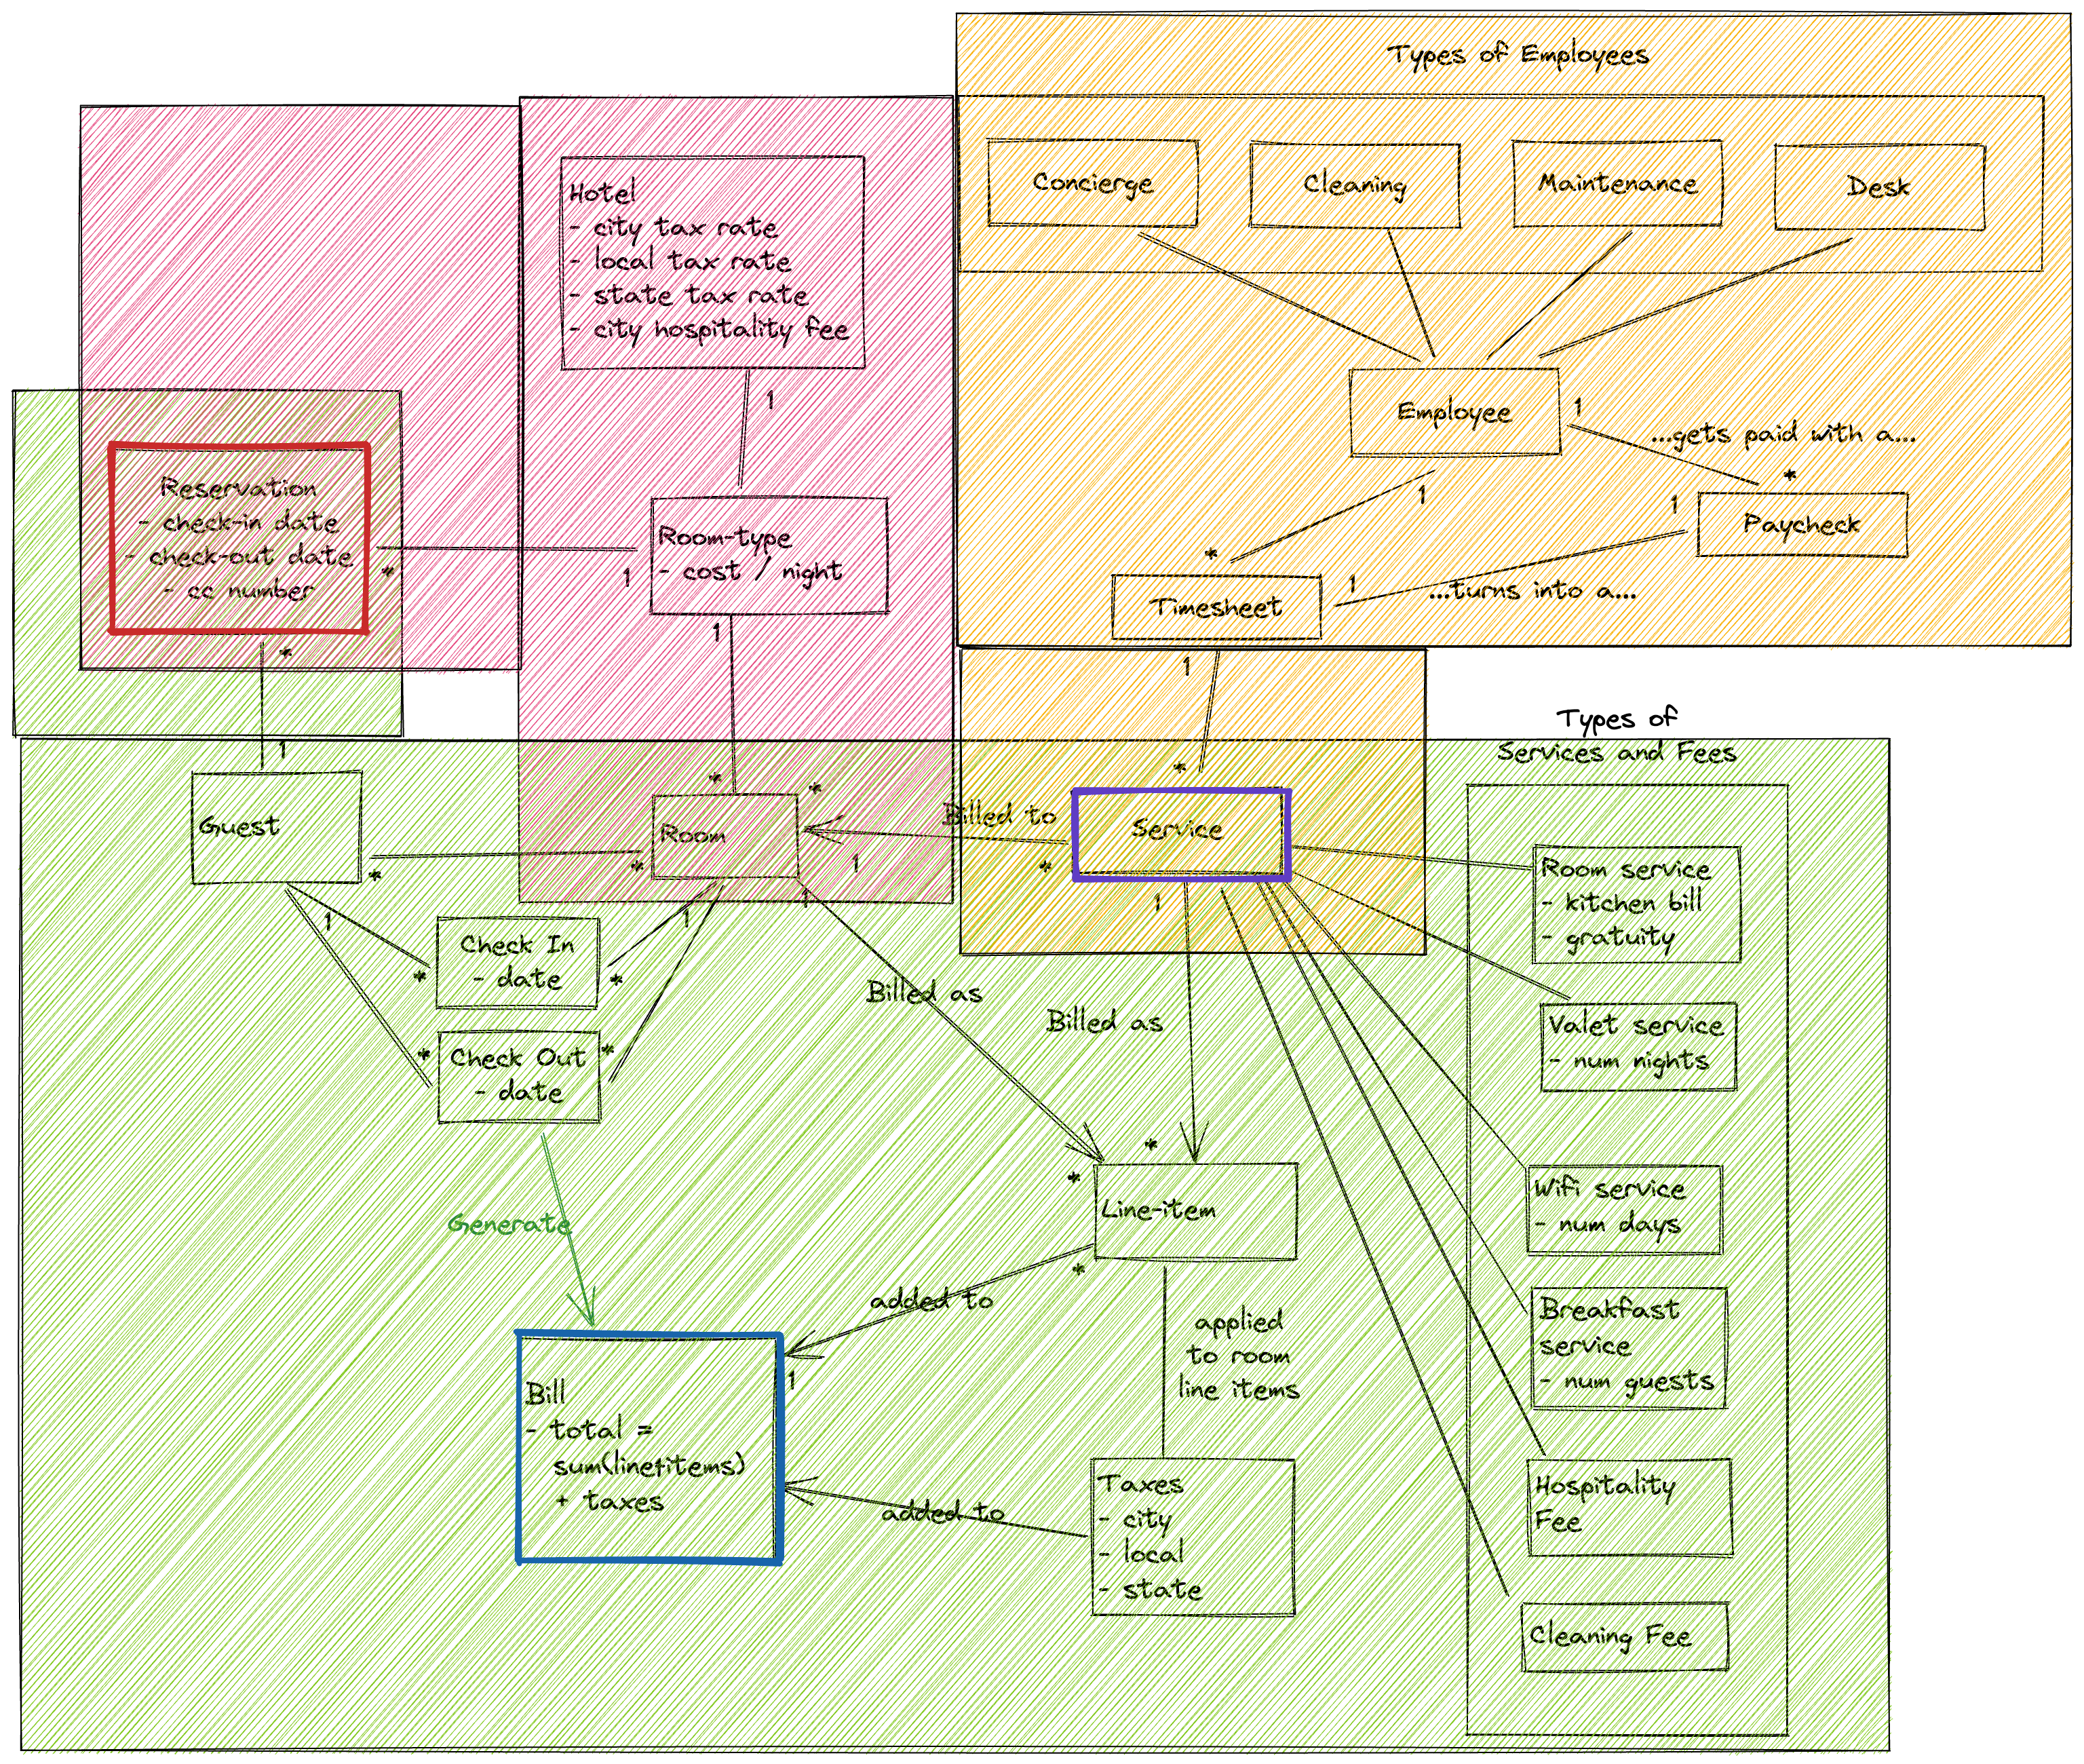 Types of Employees
Concierge
Cleaning
Maintenance
Desk
Hotel
- city tax rate
- local tax rate
- state tax rate
- city hospitality fee
1
Employee
1
...gets paid with a...
*
1
Reservation
- check-in date
- check-out date
- cc number
*
1
Room-type
- cost / night
1
Paycheck
1
*
Timesheet
1
...turns into a...
*
1
1
Types of
Services and Fees
1
*
*
*
Guest
Room
Billed to
Service
*
*
1
*
Room service
- kitchen bill
- gratuity
1
1
1
1
Check In
- date
*
*
Billed as
Billed as
Valet service
- num nights
Check Out
- date
*
*
*
*
Line-item
*
Wifi service
- num days
Generate
added to
applied
to room
line items
Breakfast
service
- num guests
1
Bill
- total =
sum(line-items)
+ taxes
added to
Taxes
- city
- local
- state
Hospitality
Fee
Cleaning Fee